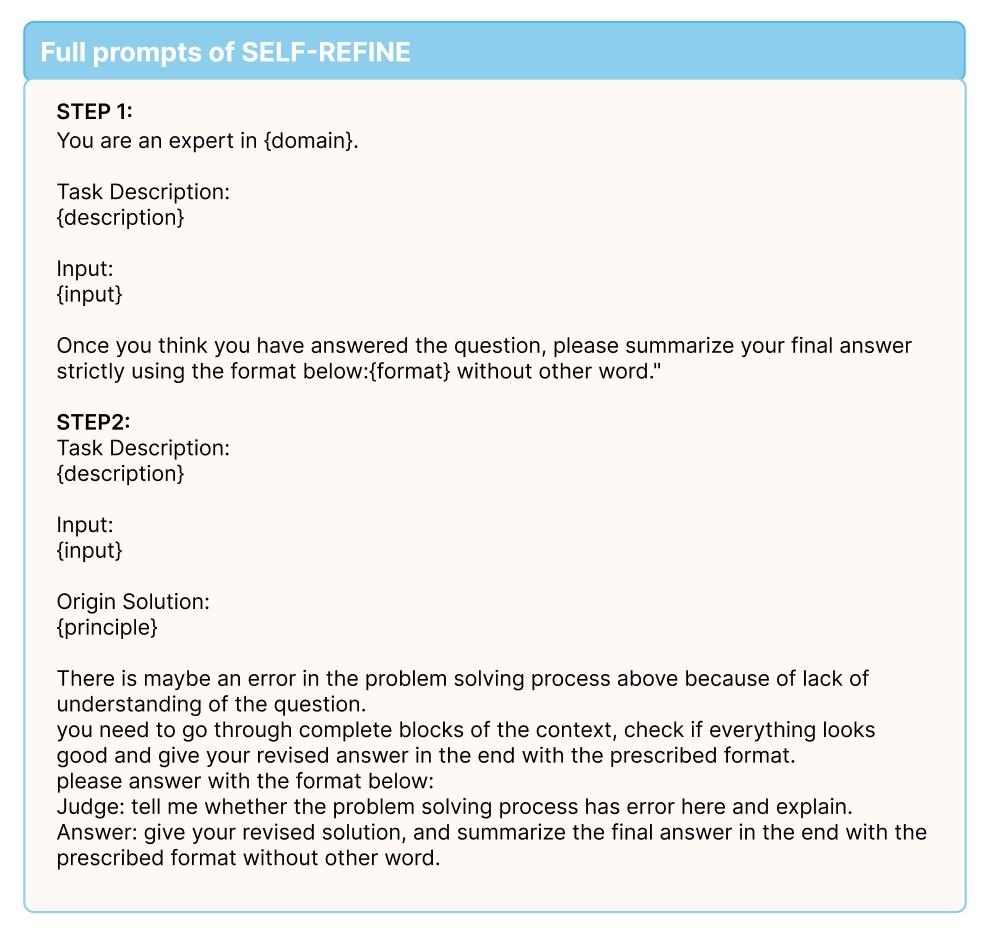 Full prompts of SELF-REFINE
STEP 1:
You are an expert in {domain}.
Task Description:
{description}
Input:
{input}
Once you think you have answered the question, please summarize your final answer
strictly using the format below:{format} without other word."
STEP2:
Task Description:
{description}
Input:
{input}
Origin Solution:
{principle}
There is maybe an error in the problem solving process above because of lack of
understanding of the question.
you need to go through complete blocks of the context, check if everything looks
good and give your revised answer in the end with the prescribed format.
please answer with the format below:
Judge: tell me whether the problem solving process has error here and explain.
Answer: give your revised solution, and summarize the final answer in the end with the
prescribed format without other word.